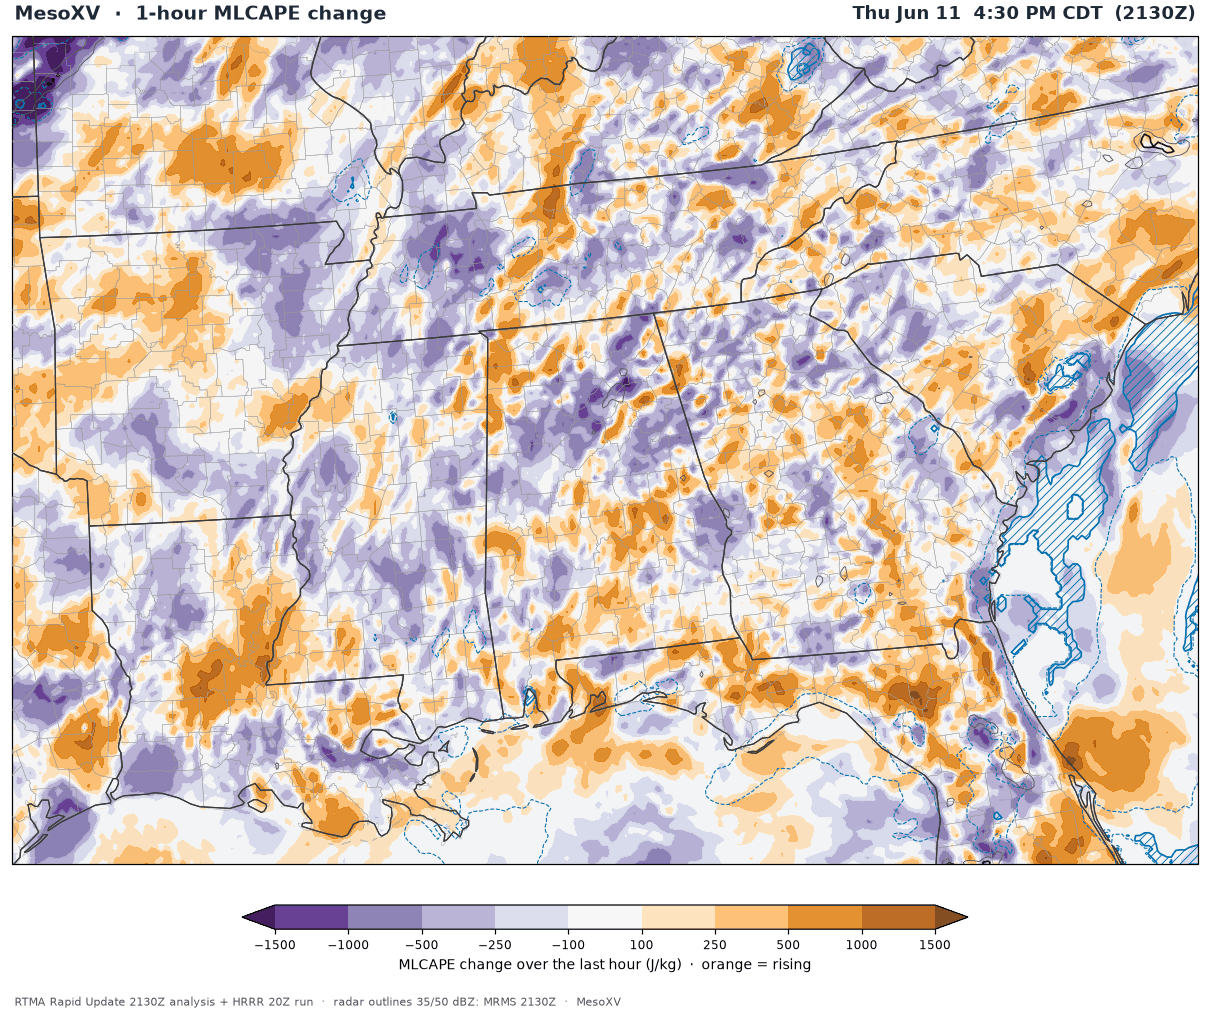 MesoXV · 1-hour MLCAPE change
Thu Jun 11 4:30 PM CDT (2130Z)
−1500 −1000 −500 −250 −100 100 250 500 1000 1500
MLCAPE change over the last hour (J/kg) · orange = rising
RTMA Rapid Update 2130Z analysis + HRRR 20Z run · radar outlines 35/50 dBZ: MRMS 2130Z · MesoXV